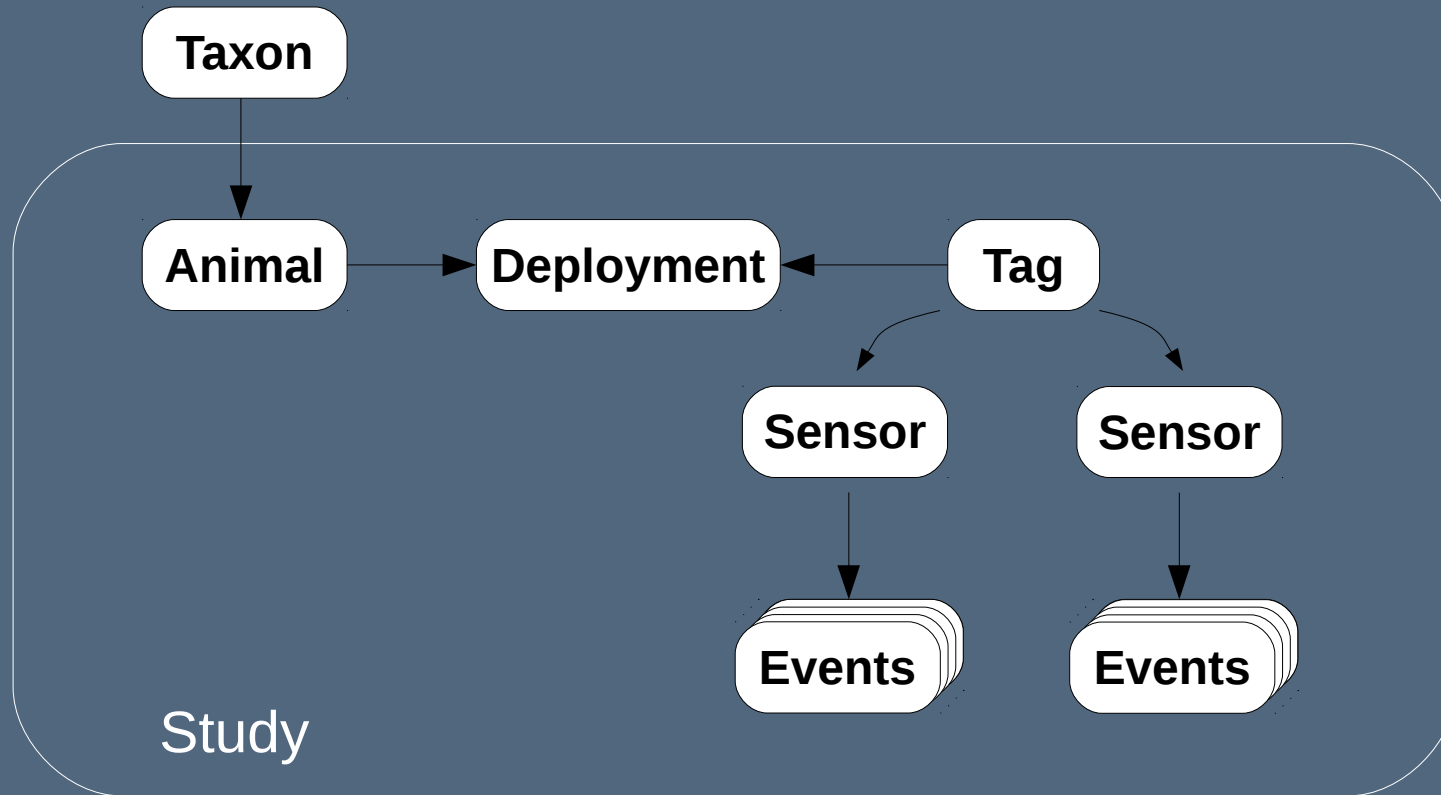 Taxon
Animal
Deployment
Tag
Sensor
Sensor
Events
Events
Study